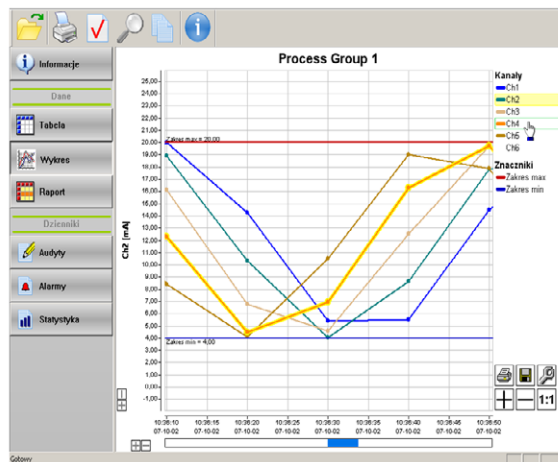 Process Group 1
Informacje
Dane
Tabela
Wykres
Raport
Dzienniki
Audyty
Alarmy
Statystyka
Ch2 [mA]
25,00
24,00
23,00
22,00
21,00
20,00
19,00
18,00
17,00
16,00
15,00
14,00
13,00
12,00
11,00
10,00
9,00
8,00
7,00
6,00
5,00
4,00
3,00
2,00
1,00
0,00
-1,00
Zakres max = 20,00
Zakres min = 4,00
10:36:10 10:36:15 10:36:20 10:36:25 10:36:30 10:36:35 10:36:40 10:36:45 10:36:50
07-10-02 07-10-02 07-10-02 07-10-02 07-10-02 07-10-02 07-10-02 07-10-02 07-10-02
Kanały
Ch1
Ch2
Ch3
Ch4
Ch5
Ch6
Znaczniki
Zakres max
Zakres min
1:1
Gotowy